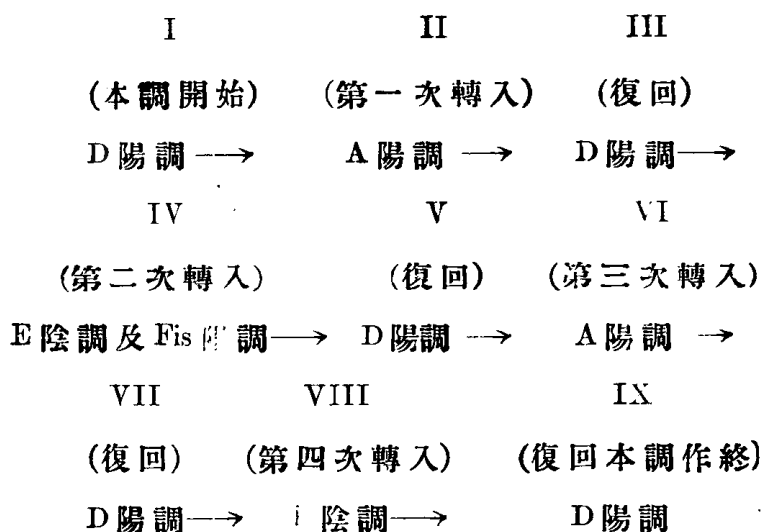 I II III
(本調開始) (第一次轉入) (復回)
D陽調⟶ A陽調⟶ D陽調⟶
IV V VI
(第二次轉入) (復回) (第三次轉入)
E陰調及 Fis 調⟶ D陽調⟶ A陽調→
VII VIII IX
(復回) (第四次轉入) (復回本調作終)
D陽調⟶ 陰調⟶ D陽調